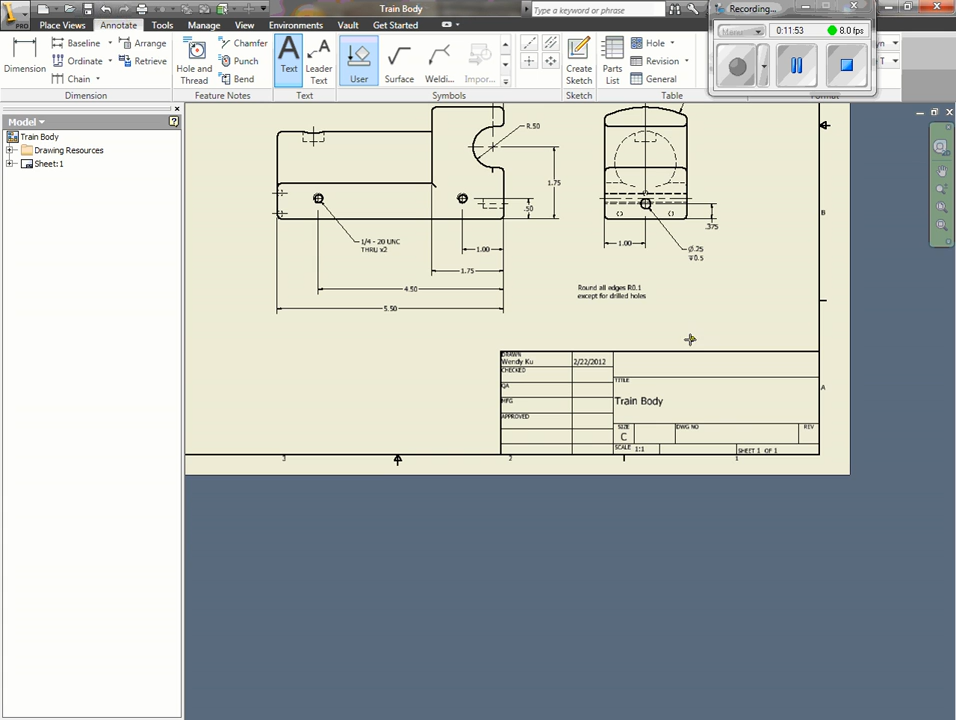 Train Body
Type a keyword or phrase
Recording...
PRO
Place Views
Annotate
Tools
Manage
Vault
Get Started
Menu
0:11:53
8.0 fps
Dimension
Baseline
Ordinate
Chain
Arrange
Retrieve
Dimension
Hole and
Thread
Chamfer
Punch
Bend
Feature Notes
A
Text
Leader
Text
Text
User
Surface
Weldi...
Impor...
Symbols
Create
Sketch
Sketch
Parts
List
Hole
Revision
General
Table
Format
Model
Train Body
Drawing Resources
Sheet:1
R.50
1.75
.50
1/4 - 20 UNC
THRU x2
1.00
1.75
4.50
5.50
.375
1.00
Ø.25
↧0.5
Round all edges R0.1
except for drilled holes
B
A
DRAWN
Wendy Ku
2/22/2012
CHECKED
QA
MFG
APPROVED
TITLE
Train Body
SIZE
C
DWG NO
REV
SCALE 1:1
SHEET 1 OF 1
3
2
1